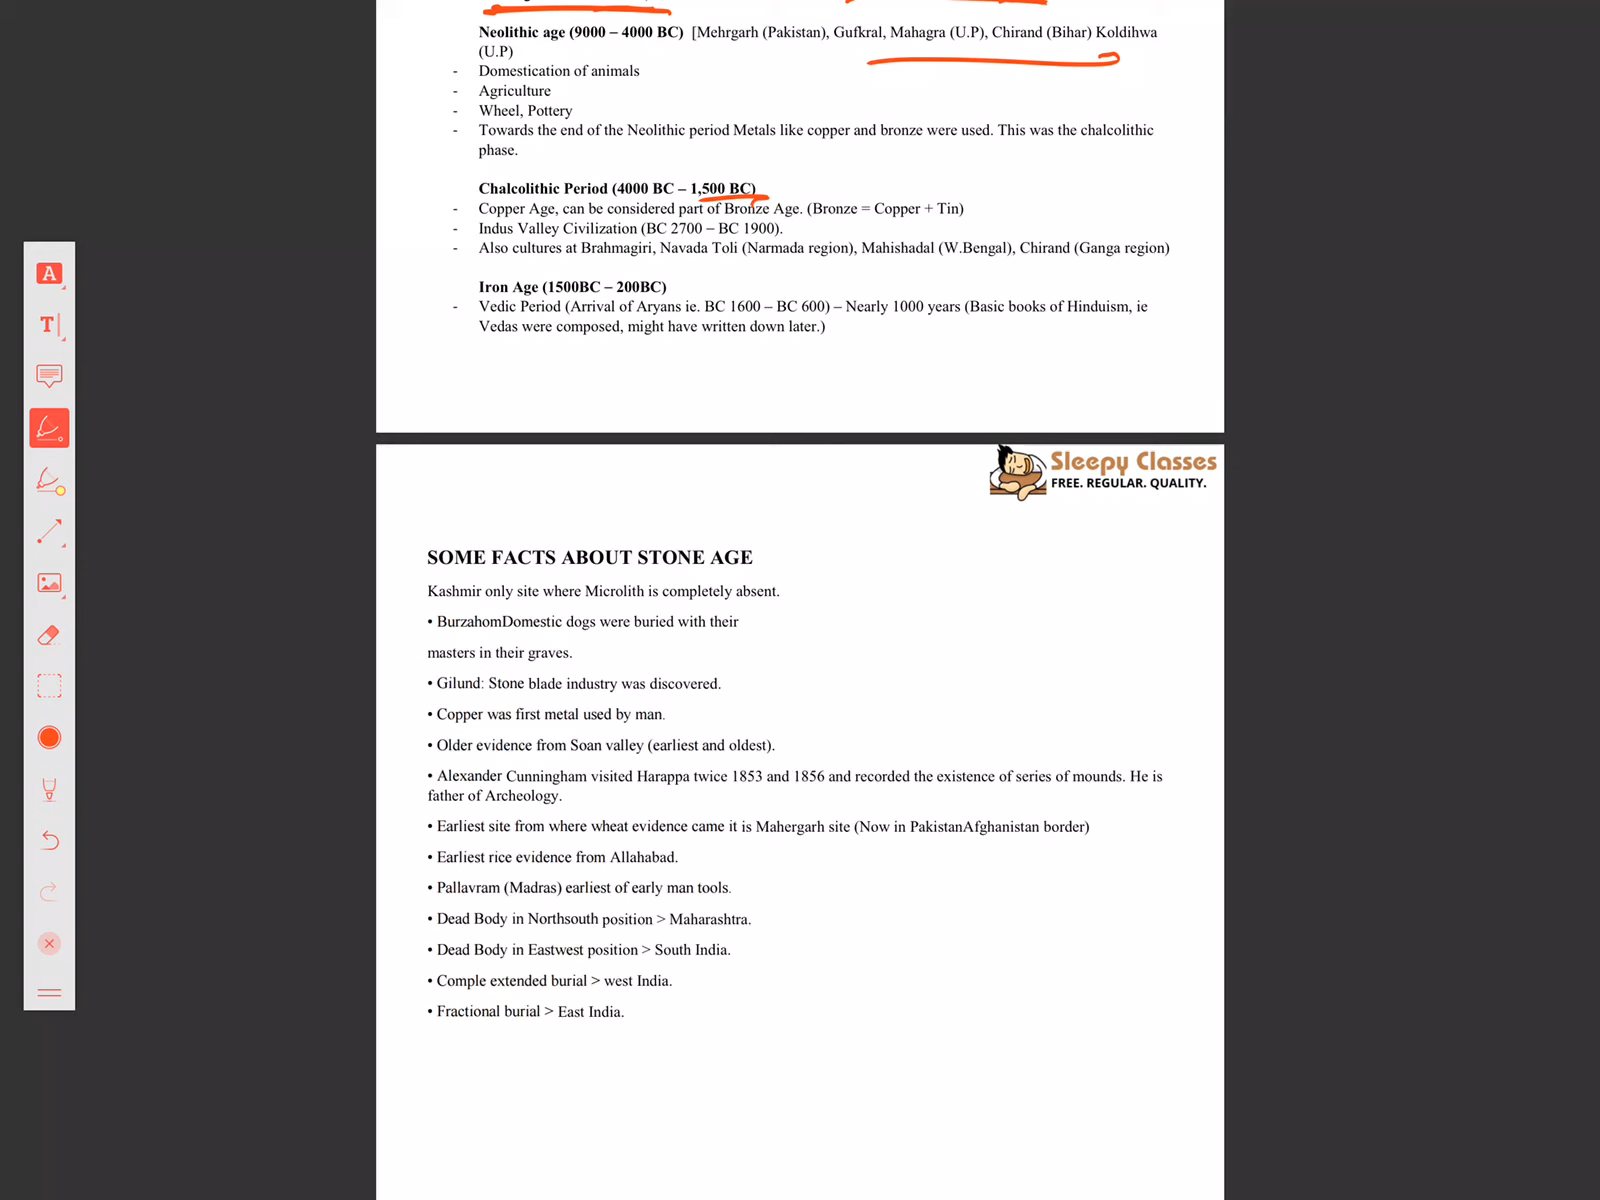 Neolithic age (9000 – 4000 BC) [Mehrgarh (Pakistan), Gufkral, Mahagra (U.P), Chirand (Bihar) Koldihwa
(U.P)
- Domestication of animals
- Agriculture
- Wheel, Pottery
- Towards the end of the Neolithic period Metals like copper and bronze were used. This was the chalcolithic
phase.
Chalcolithic Period (4000 BC – 1,500 BC)
- Copper Age, can be considered part of Bronze Age. (Bronze = Copper + Tin)
- Indus Valley Civilization (BC 2700 – BC 1900).
- Also cultures at Brahmagiri, Navada Toli (Narmada region), Mahishadal (W.Bengal), Chirand (Ganga region)
Iron Age (1500BC – 200BC)
- Vedic Period (Arrival of Aryans ie. BC 1600 – BC 600) – Nearly 1000 years (Basic books of Hinduism, ie
Vedas were composed, might have written down later.)
Sleepy Classes
FREE. REGULAR. QUALITY.
SOME FACTS ABOUT STONE AGE
Kashmir only site where Microlith is completely absent.
• BurzahomDomestic dogs were buried with their
masters in their graves.
• Gilund: Stone blade industry was discovered.
• Copper was first metal used by man.
• Older evidence from Soan valley (earliest and oldest).
• Alexander Cunningham visited Harappa twice 1853 and 1856 and recorded the existence of series of mounds. He is
father of Archeology.
• Earliest site from where wheat evidence came it is Mahergarh site (Now in PakistanAfghanistan border)
• Earliest rice evidence from Allahabad.
• Pallavram (Madras) earliest of early man tools.
• Dead Body in Northsouth position > Maharashtra.
• Dead Body in Eastwest position > South India.
• Comple extended burial > west India.
• Fractional burial > East India.
A
T